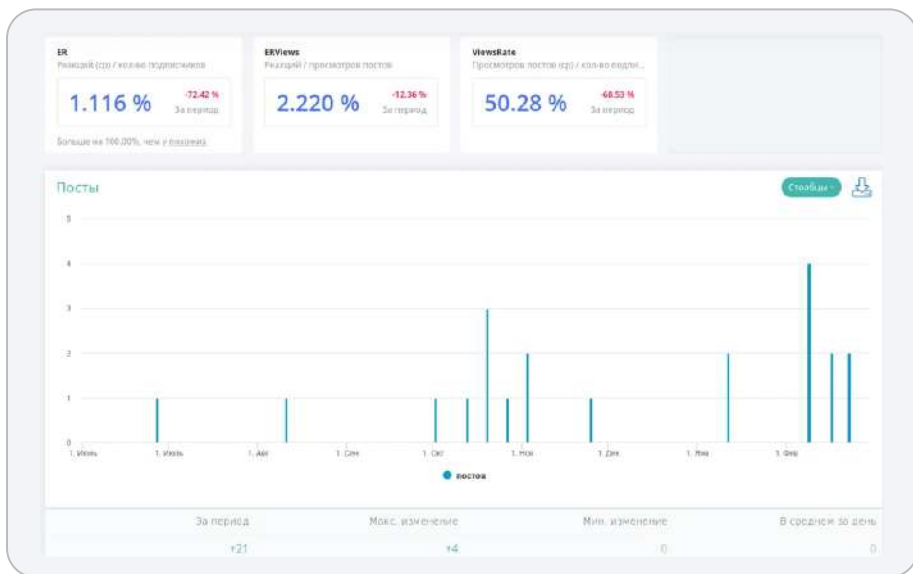 ER
Реакций (ср) / кол-во подписчиков
1.116 %
-72.42 %
За период
Больше на 100.00%, чем у похожих
ERViews
Реакций / просмотров постов
2.220 %
-12.36 %
За период
ViewsRate
Просмотров постов (ср) / кол-во подпи...
50.28 %
-68.53 %
За период
Посты
Столбцы
5
4
3
2
1
0
1. Июнь 1. Июль 1. Авг 1. Сен 1. Окт 1. Ноя 1. Дек 1. Янв 1. Фев
постов
За период Макс. изменение Мин. изменение В среднем за день
+21 +4 0 0